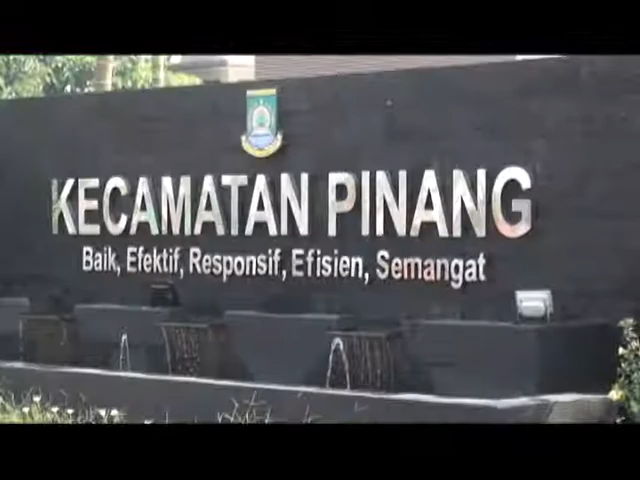 KECAMATAN PINANG
Baik, Efektif, Responsif, Efisien, Semangat